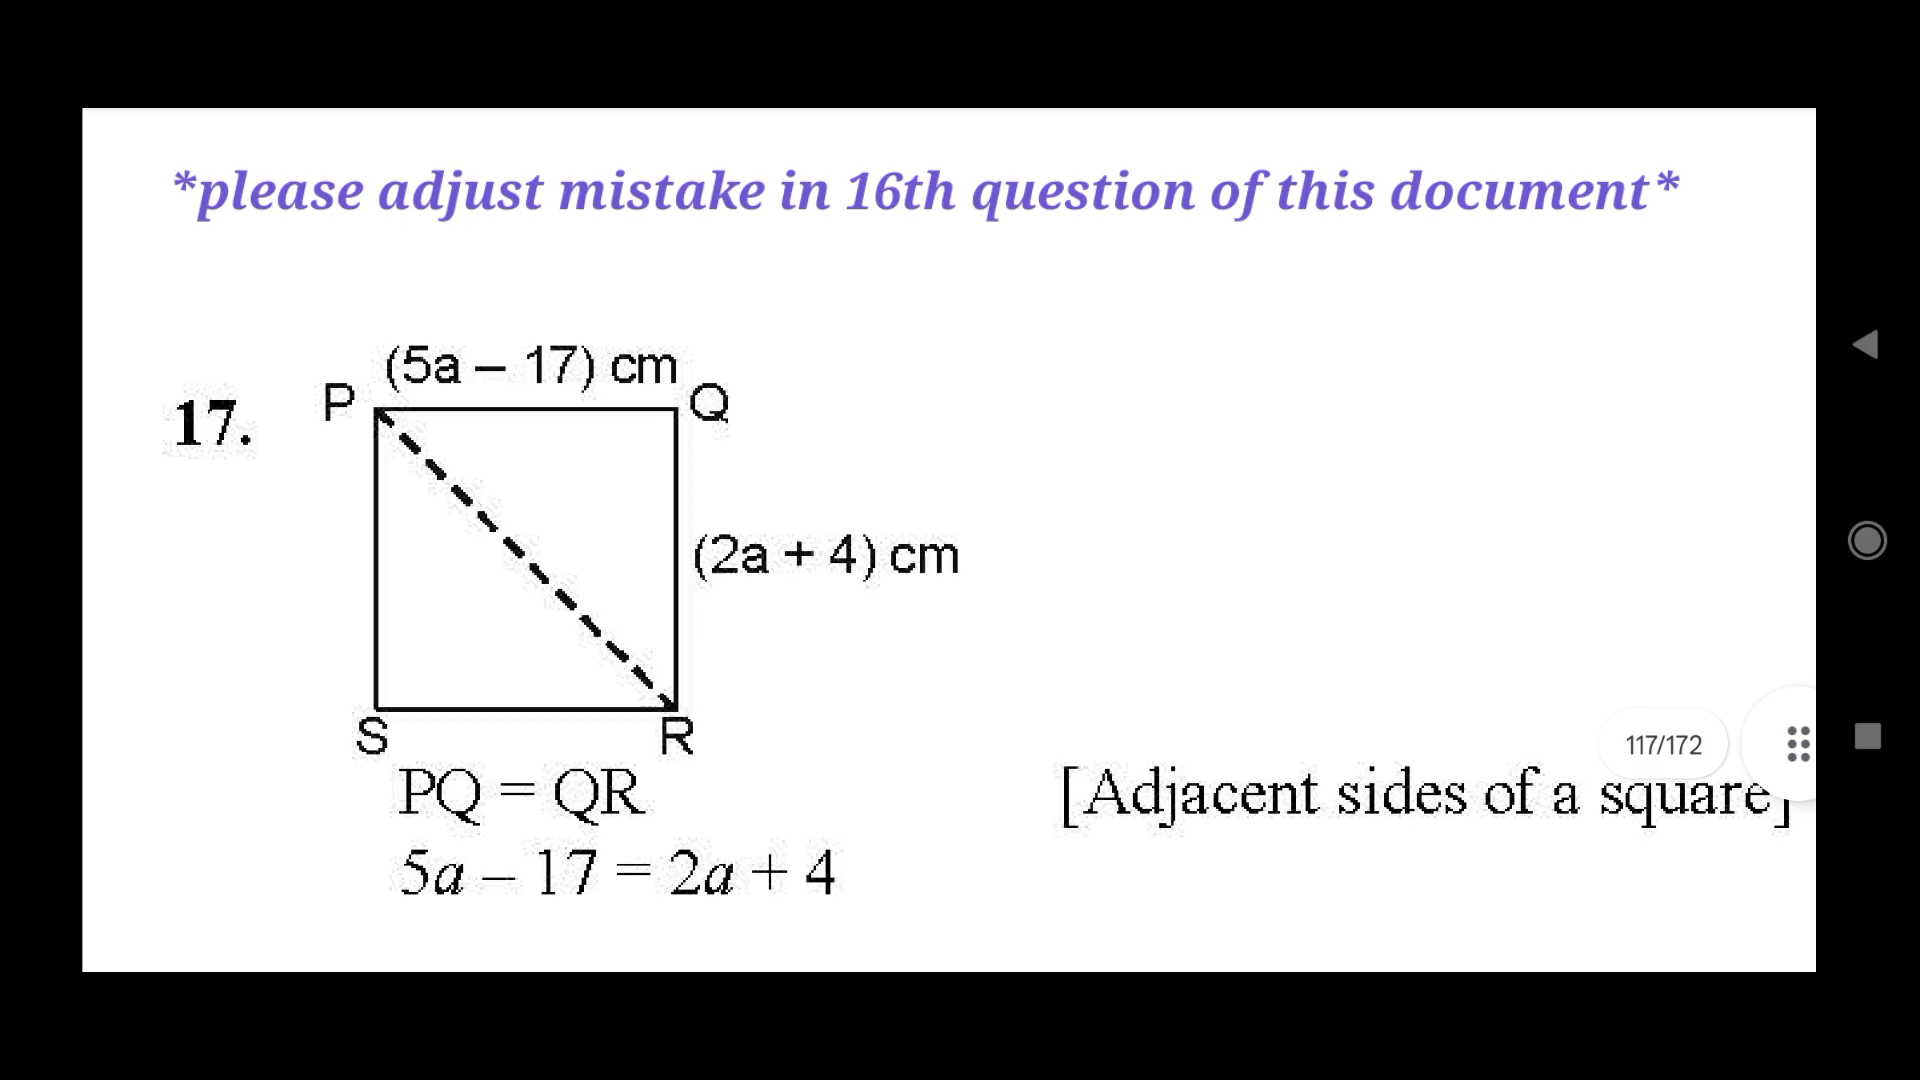 *please adjust mistake in 16th question of this document*
(5a – 17) cm
17.
P
Q
(2a + 4) cm
S
R
117/172
PQ = QR
[Adjacent sides of a square]
5a – 17 = 2a + 4